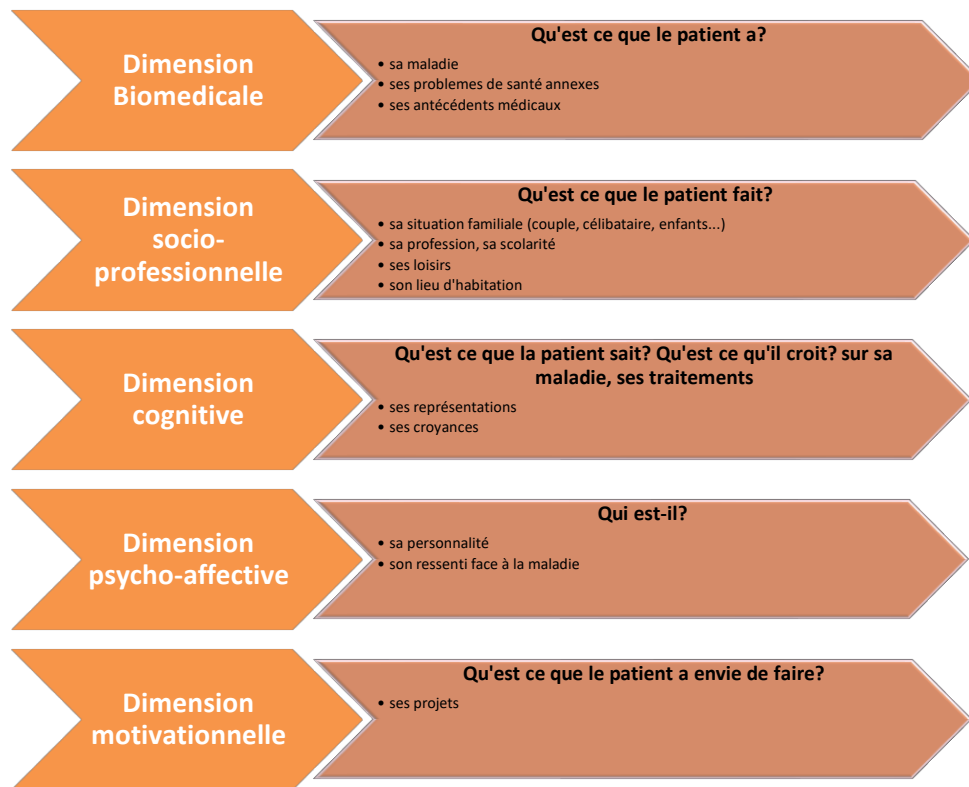 Dimension
Biomedicale
Qu'est ce que le patient a?
• sa maladie
• ses problemes de santé annexes
• ses antécédents médicaux
Dimension
socio-
professionnelle
Qu'est ce que le patient fait?
• sa situation familiale (couple, célibataire, enfants...)
• sa profession, sa scolarité
• ses loisirs
• son lieu d'habitation
Dimension
cognitive
Qu'est ce que la patient sait? Qu'est ce qu'il croit? sur sa
maladie, ses traitements
• ses représentations
• ses croyances
Dimension
psycho-affective
Qui est-il?
• sa personnalité
• son ressenti face à la maladie
Dimension
motivationnelle
Qu'est ce que le patient a envie de faire?
• ses projets